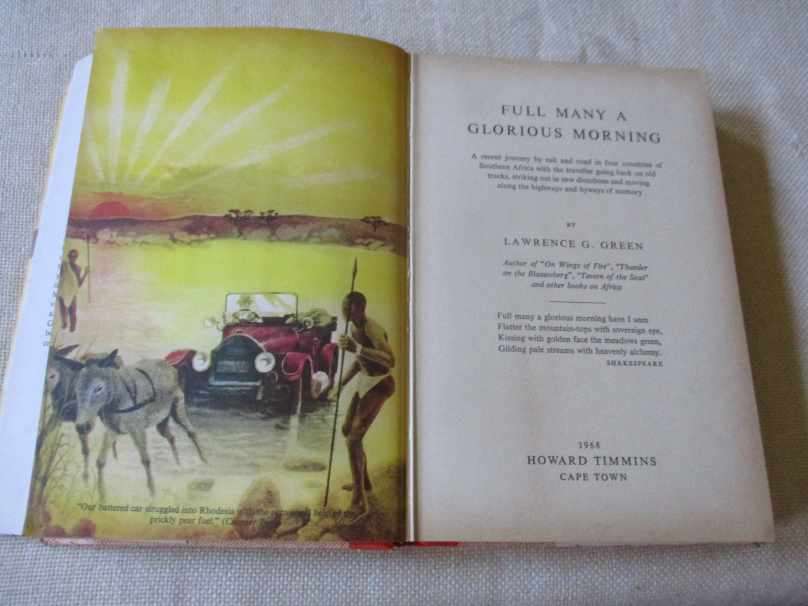 "Our battered car struggled into Rhodesia with the
prickly pear fuel." (Chapter
FULL MANY A
GLORIOUS MORNING
A recent journey by rail and road in four countries of
Southern Africa with the traveller going back on old
tracks, striking out in new directions and moving
along the highways and byways of memory
BY
LAWRENCE G. GREEN
Author of "On Wings of Fire", "Thunder
on the Blaauwberg", "Tavern of the Seas"
and other books on Africa
Full many a glorious morning have I seen
Flatter the mountain-tops with sovereign eye,
Kissing with golden face the meadows green,
Gilding pale streams with heavenly alchemy.
SHAKESPEARE
1968
HOWARD TIMMINS
CAPE TOWN